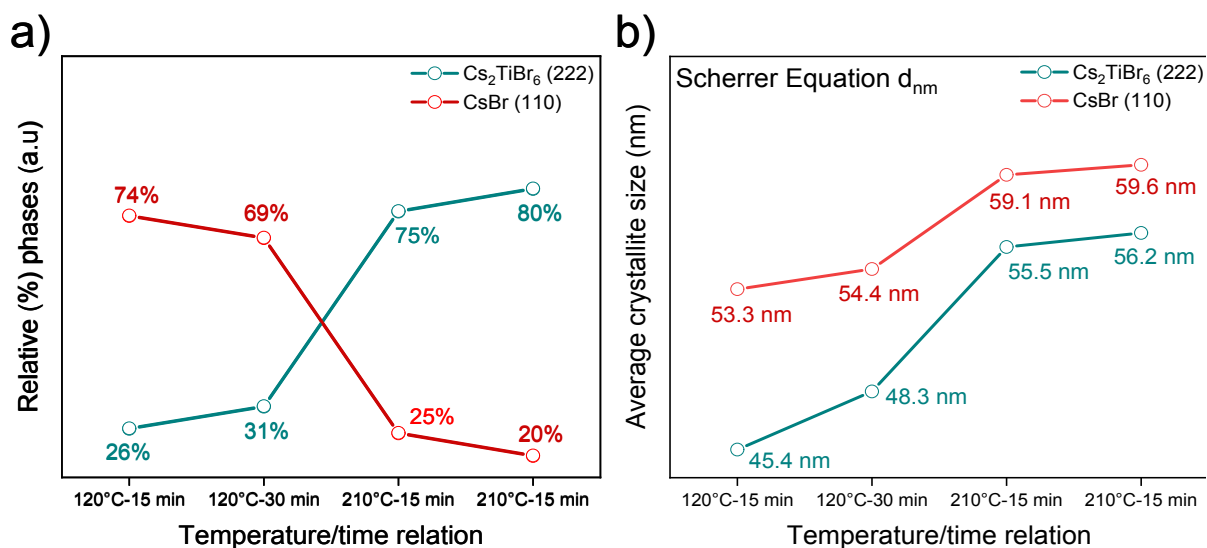 a)
Cs₂TiBr₆ (222)
CsBr (110)
Relative (%) phases (a.u)
74%
69%
75%
80%
26%
31%
25%
20%
120°C-15 min
120°C-30 min
210°C-15 min
210°C-15 min
Temperature/time relation
b)
Scherrer Equation dₙₘ
Cs₂TiBr₆ (222)
CsBr (110)
Average crystallite size (nm)
53.3 nm
54.4 nm
59.1 nm
59.6 nm
45.4 nm
48.3 nm
55.5 nm
56.2 nm
120°C-15 min
120°C-30 min
210°C-15 min
210°C-15 min
Temperature/time relation